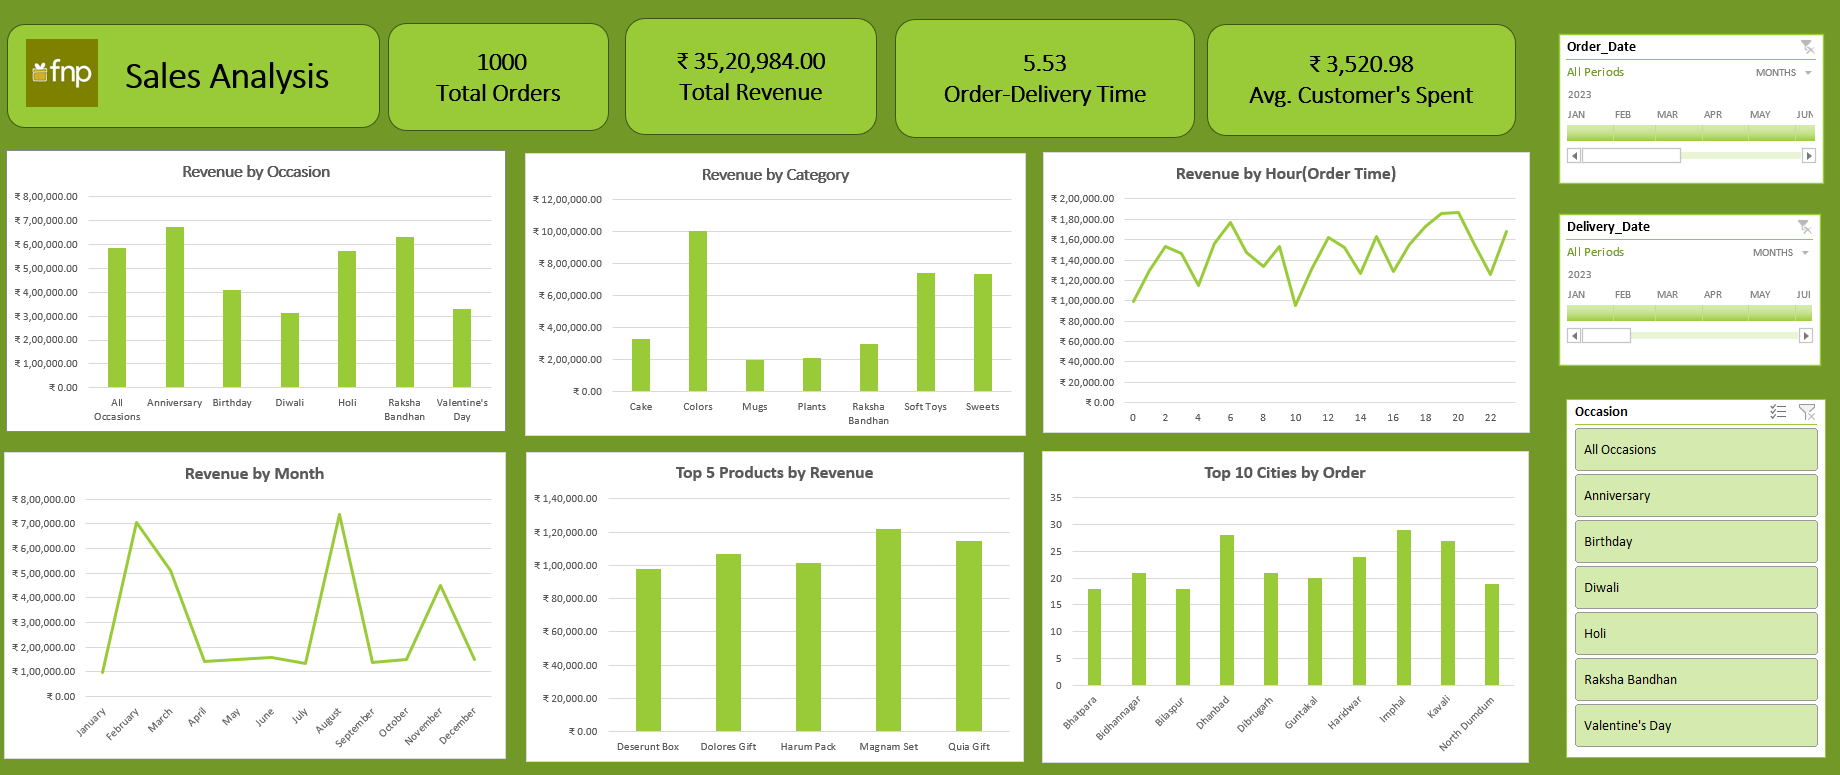 fnp
Sales Analysis
1000
Total Orders
₹ 35,20,984.00
Total Revenue
5.53
Order-Delivery Time
₹ 3,520.98
Avg. Customer's Spent
Order_Date
All Periods
MONTHS
2023
JAN FEB MAR APR MAY JUN
Revenue by Occasion
₹ 8,00,000.00
₹ 7,00,000.00
₹ 6,00,000.00
₹ 5,00,000.00
₹ 4,00,000.00
₹ 3,00,000.00
₹ 2,00,000.00
₹ 1,00,000.00
₹ 0.00
All Occasions Anniversary Birthday Diwali Holi Raksha Bandhan Valentine's Day
Revenue by Category
₹ 12,00,000.00
₹ 10,00,000.00
₹ 8,00,000.00
₹ 6,00,000.00
₹ 4,00,000.00
₹ 2,00,000.00
₹ 0.00
Cake Colors Mugs Plants Raksha Bandhan Soft Toys Sweets
Revenue by Hour(Order Time)
₹ 2,00,000.00
₹ 1,80,000.00
₹ 1,60,000.00
₹ 1,40,000.00
₹ 1,20,000.00
₹ 1,00,000.00
₹ 80,000.00
₹ 60,000.00
₹ 40,000.00
₹ 20,000.00
₹ 0.00
0 2 4 6 8 10 12 14 16 18 20 22
Delivery_Date
All Periods
MONTHS
2023
JAN FEB MAR APR MAY JUI
Revenue by Month
₹ 8,00,000.00
₹ 7,00,000.00
₹ 6,00,000.00
₹ 5,00,000.00
₹ 4,00,000.00
₹ 3,00,000.00
₹ 2,00,000.00
₹ 1,00,000.00
₹ 0.00
January February March April May June July August September October November December
Top 5 Products by Revenue
₹ 1,40,000.00
₹ 1,20,000.00
₹ 1,00,000.00
₹ 80,000.00
₹ 60,000.00
₹ 40,000.00
₹ 20,000.00
₹ 0.00
Deserunt Box Dolores Gift Harum Pack Magnam Set Quia Gift
Top 10 Cities by Order
35
30
25
20
15
10
5
0
Bhatpara Bidhannagar Bilaspur Dhanbad Dibrugarh Guntakal Haridwar Imphal Kavali North Dumdum
Occasion
All Occasions
Anniversary
Birthday
Diwali
Holi
Raksha Bandhan
Valentine's Day